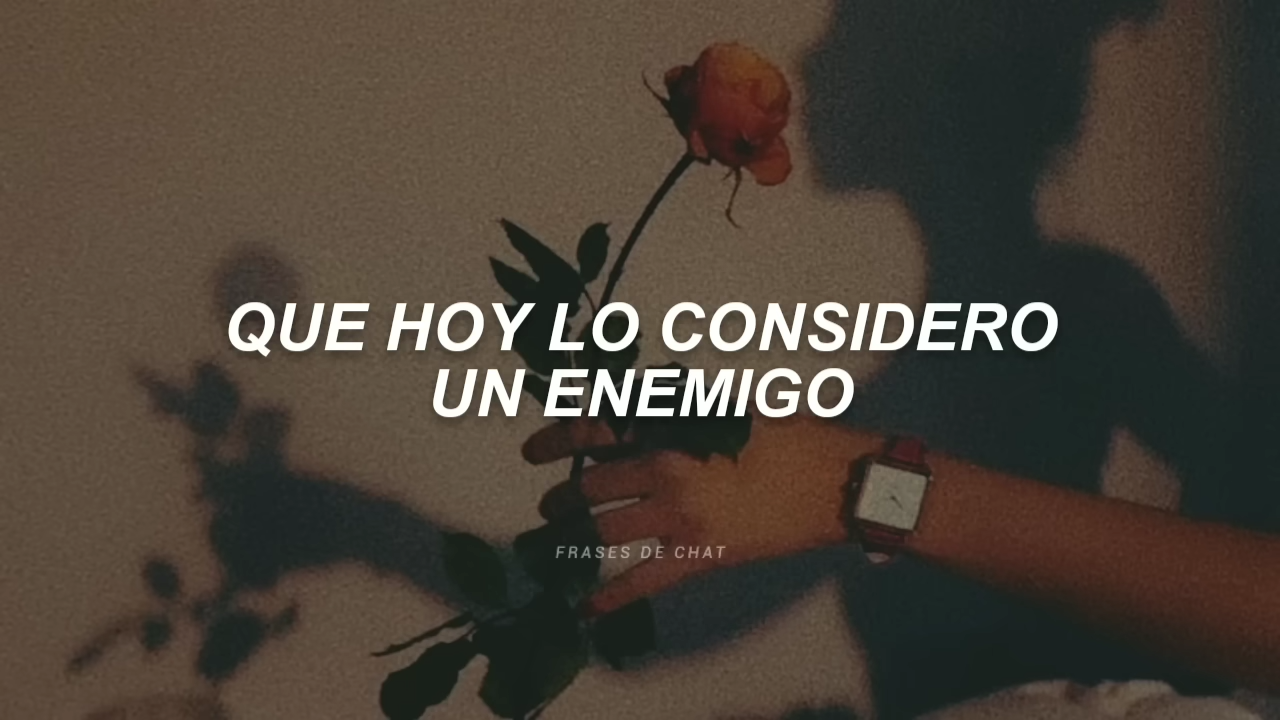 QUE HOY LO CONSIDERO
UN ENEMIGO
FRASES DE CHAT